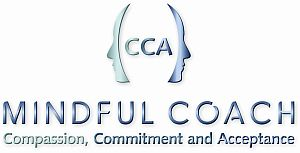 CCA
MINDFUL COACH
Compassion, Commitment and Acceptance